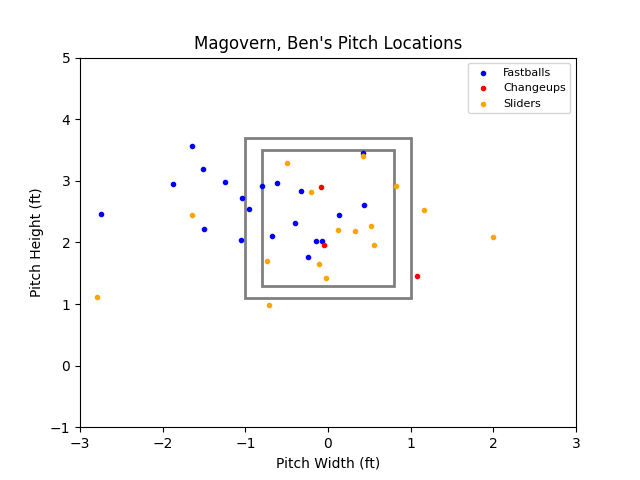 Magovern, Ben's Pitch Locations
Fastballs
Changeups
Sliders
Pitch Height (ft)
5
4
3
2
1
0
−1
−3
−2
−1
0
1
2
3
Pitch Width (ft)